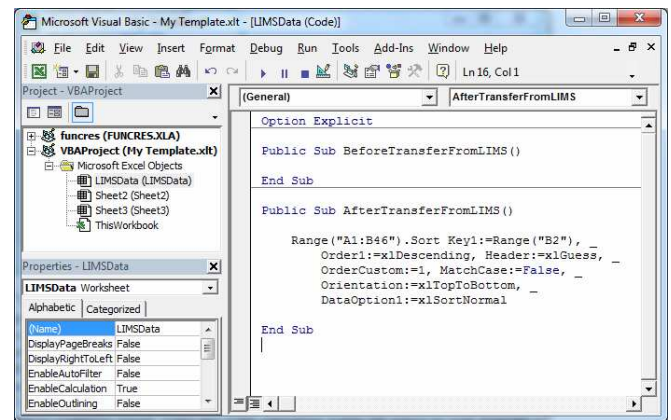 Microsoft Visual Basic - My Template.xlt - [LIMSData (Code)]
File Edit View Insert Format Debug Run Tools Add-Ins Window Help
Ln 16, Col 1
Project - VBAProject
funcres (FUNCRES.XLA)
VBAProject (My Template.xlt)
Microsoft Excel Objects
LIMSData (LIMSData)
Sheet2 (Sheet2)
Sheet3 (Sheet3)
ThisWorkbook
Properties - LIMSData
LIMSData Worksheet
Alphabetic Categorized
(Name) LIMSData
DisplayPageBreaks False
DisplayRightToLeft False
EnableAutoFilter False
EnableCalculation True
EnableOutlining False
(General) AfterTransferFromLIMS
Option Explicit
Public Sub BeforeTransferFromLIMS()
End Sub
Public Sub AfterTransferFromLIMS()
Range("A1:B46").Sort Key1:=Range("B2"), _
Order1:=xlDescending, Header:=xlGuess, _
OrderCustom:=1, MatchCase:=False, _
Orientation:=xlTopToBottom, _
DataOption1:=xlSortNormal
End Sub